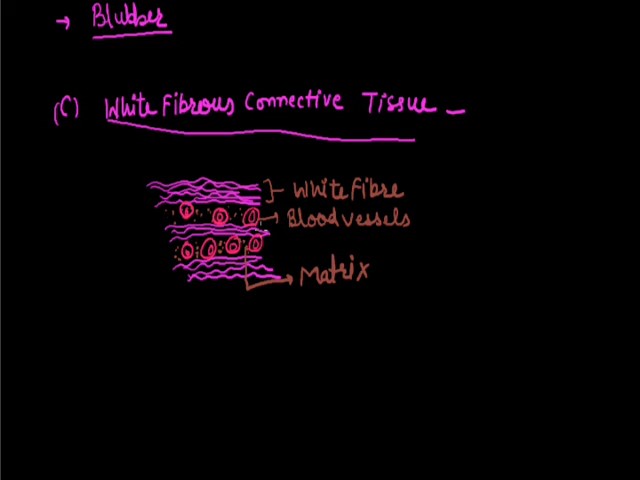 → Blubber
(C) White Fibrous Connective Tissue –
White Fibre
Blood vessels
Matrix